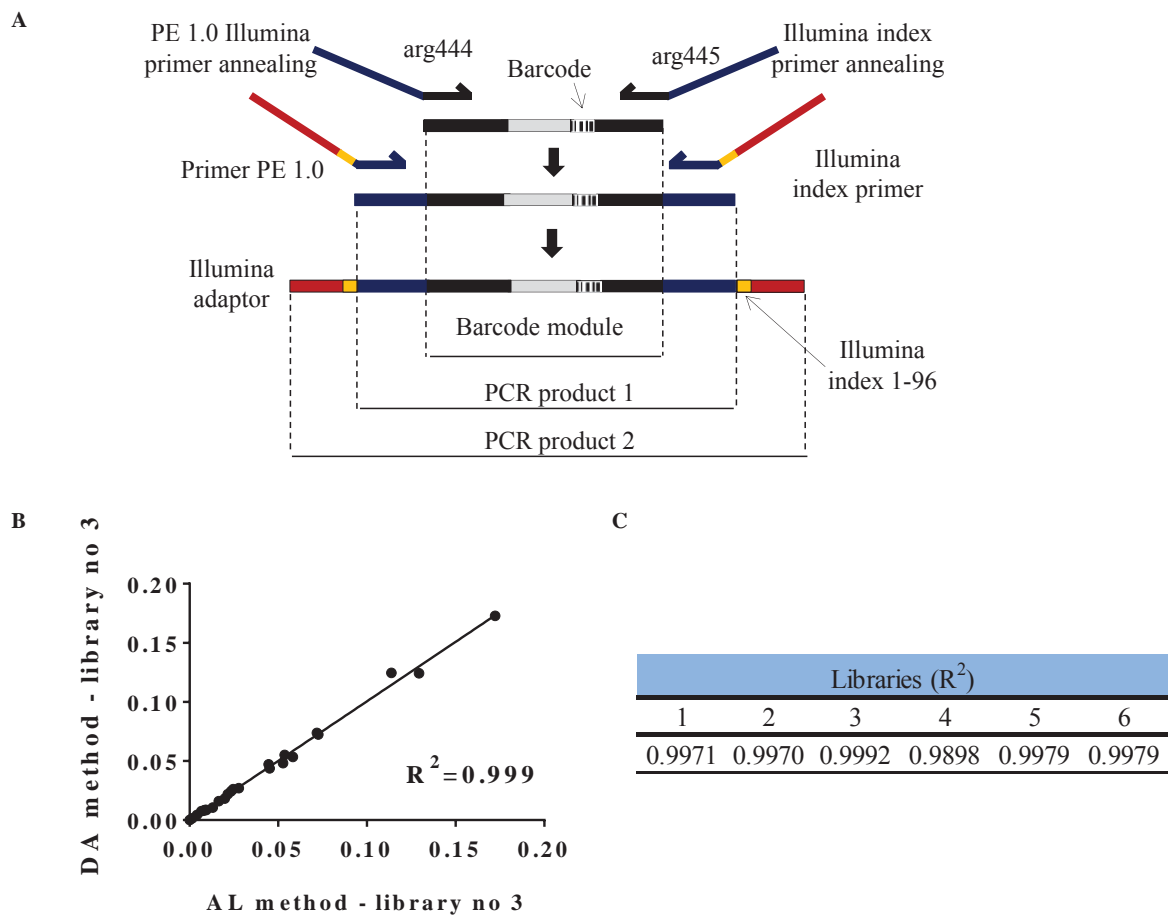 A
PE 1.0 Illumina
primer annealing
arg444
Barcode
arg445
Illumina index
primer annealing
Primer PE 1.0
Illumina
index primer
Illumina
adaptor
Barcode module
Illumina
index 1-96
PCR product 1
PCR product 2
B
DA method - library no 3
0.20
0.15
0.10
0.05
0.00
R²=0.999
0.00 0.05 0.10 0.15 0.20
AL method - library no 3
C
Libraries (R²)
1 2 3 4 5 6
0.9971 0.9970 0.9992 0.9898 0.9979 0.9979